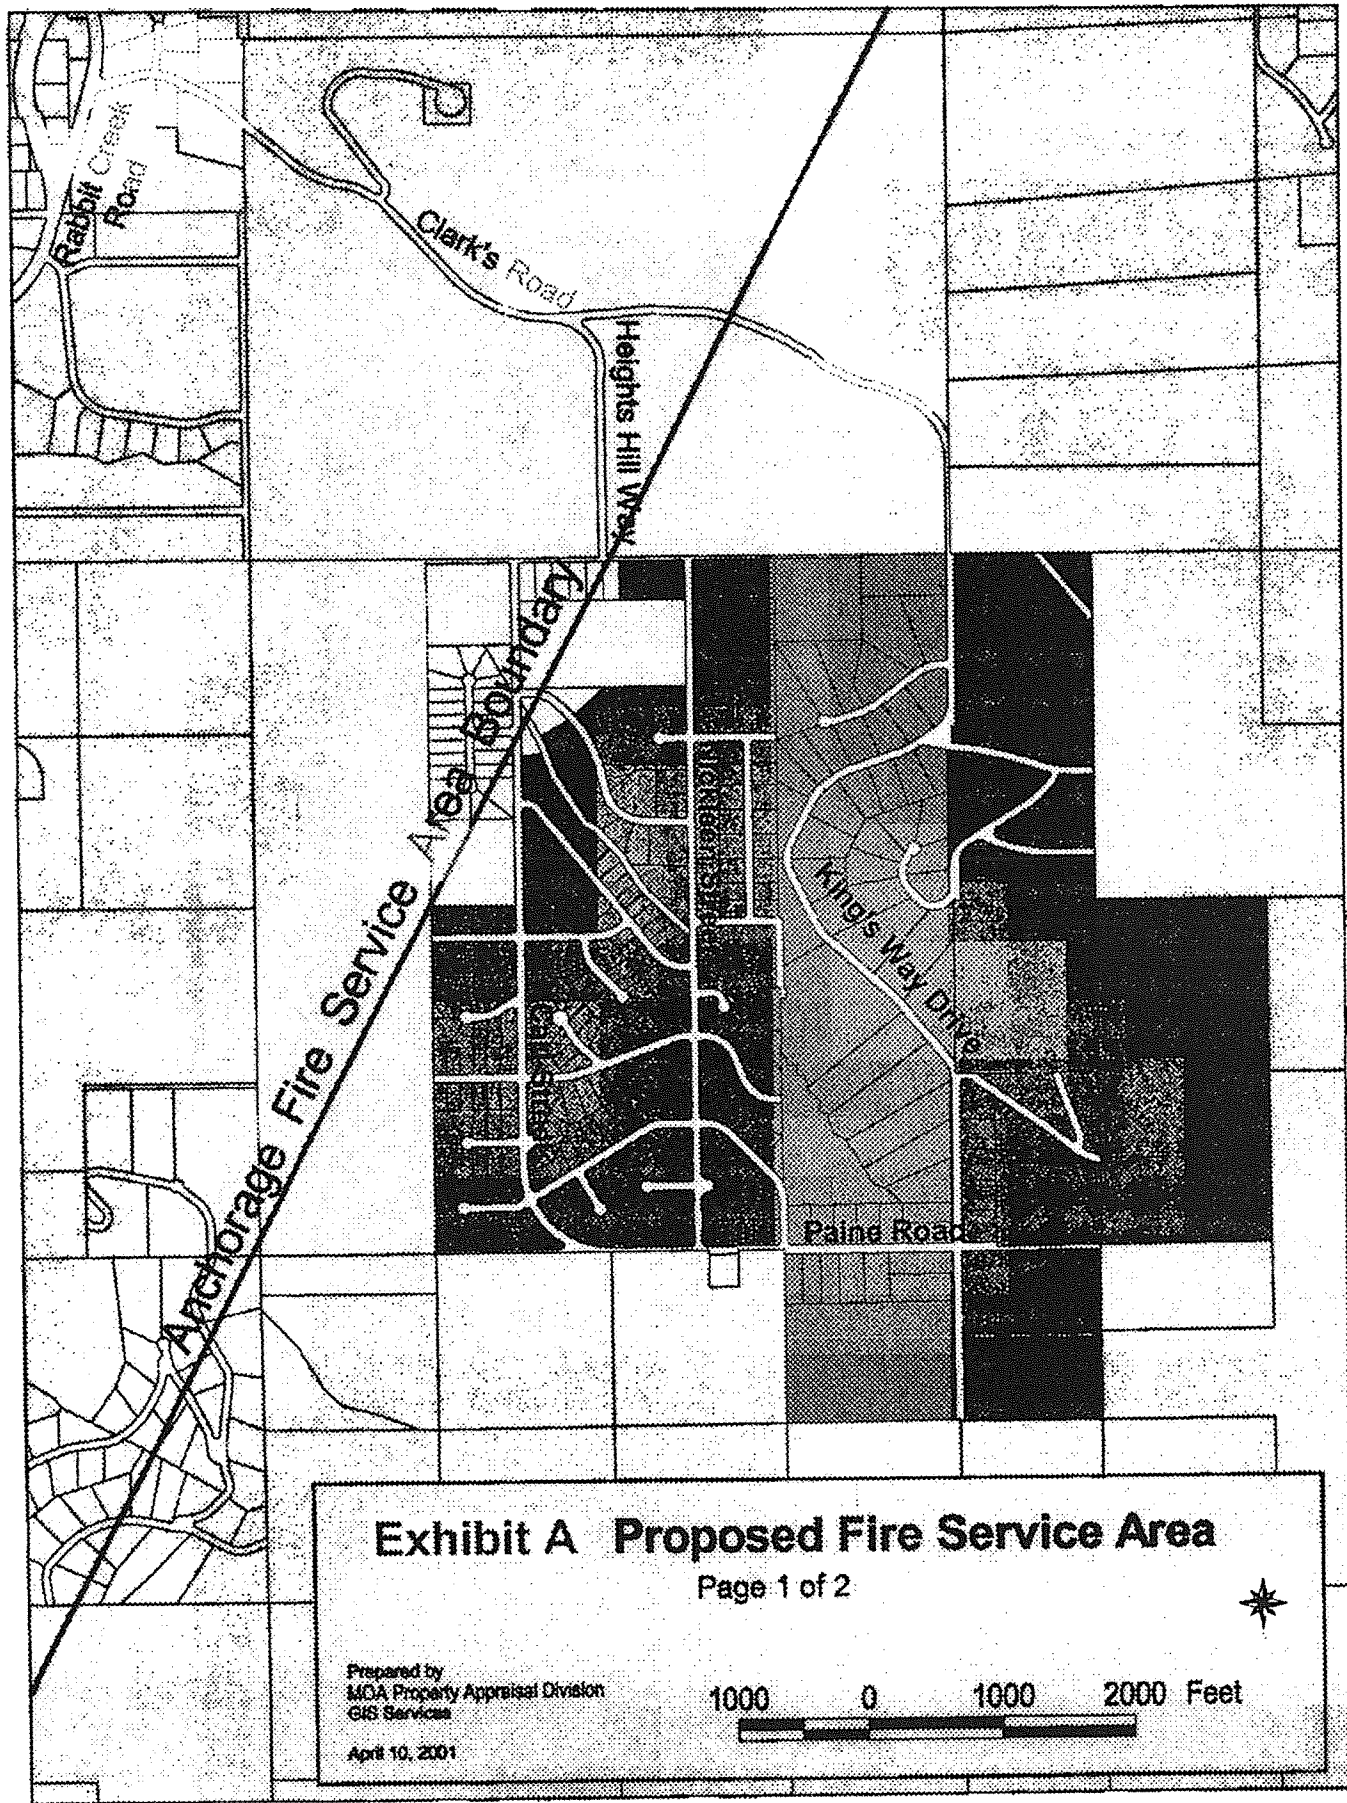 Rabbit Creek
Road
Clark's Road
Heights Hill Way
Anchorage Fire Service Area Boundary
King's Way Drive
Paine Road
Exhibit A Proposed Fire Service Area
Page 1 of 2
Prepared by
MOA Property Appraisal Division
GIS Services
April 10, 2001
1000 0 1000 2000 Feet